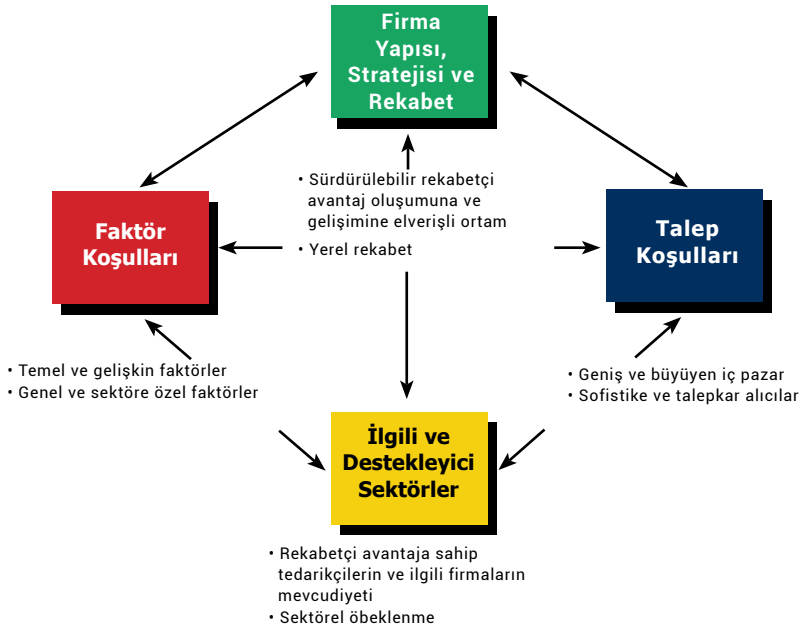 Firma
Yapısı,
Stratejisi ve
Rekabet
• Sürdürülebilir rekabetçi
avantaj oluşumuna ve
gelişimine elverişli ortam
• Yerel rekabet
Faktör
Koşulları
Talep
Koşulları
• Temel ve gelişkin faktörler
• Genel ve sektöre özel faktörler
• Geniş ve büyüyen iç pazar
• Sofistike ve talepkar alıcılar
İlgili ve
Destekleyici
Sektörler
• Rekabetçi avantaja sahip
tedarikçilerin ve ilgili firmaların
mevcudiyeti
• Sektörel öbeklenme